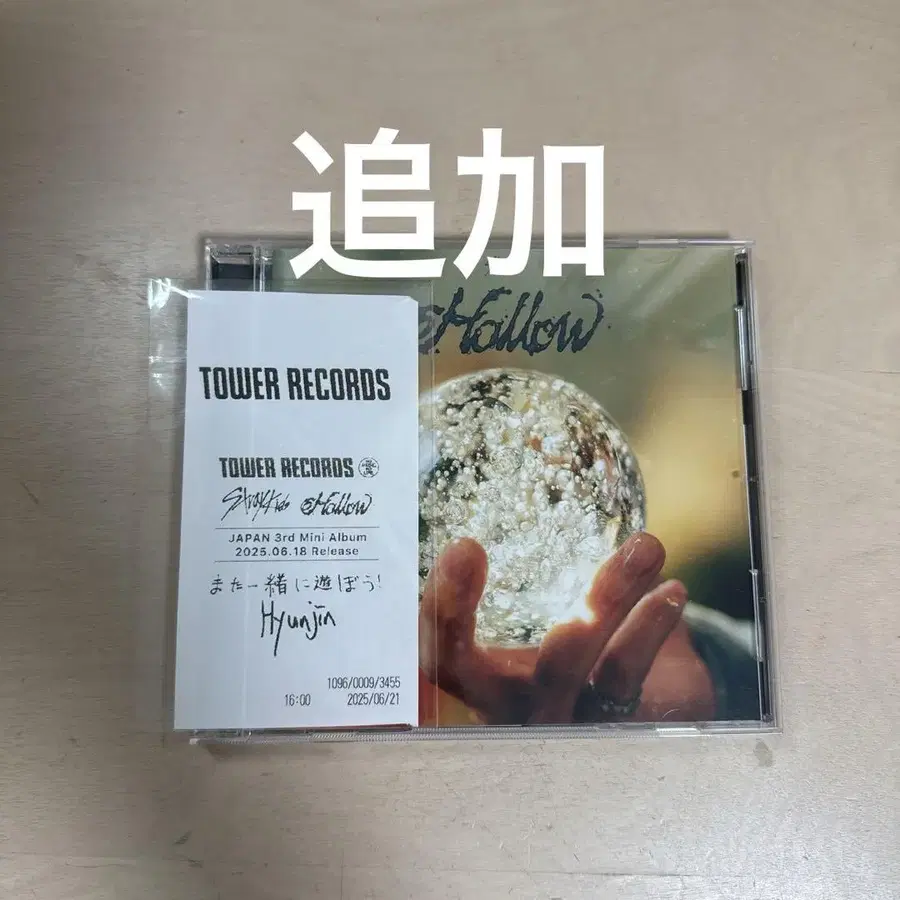 追加
Hollow
TOWER RECORDS
TOWER RECORDS
Stray Kids Hollow
JAPAN 3rd Mini Album
2025.06.18 Release
また一緒に遊ぼう!
Hyunjin
1096/0009/3455
16:00 2025/06/21